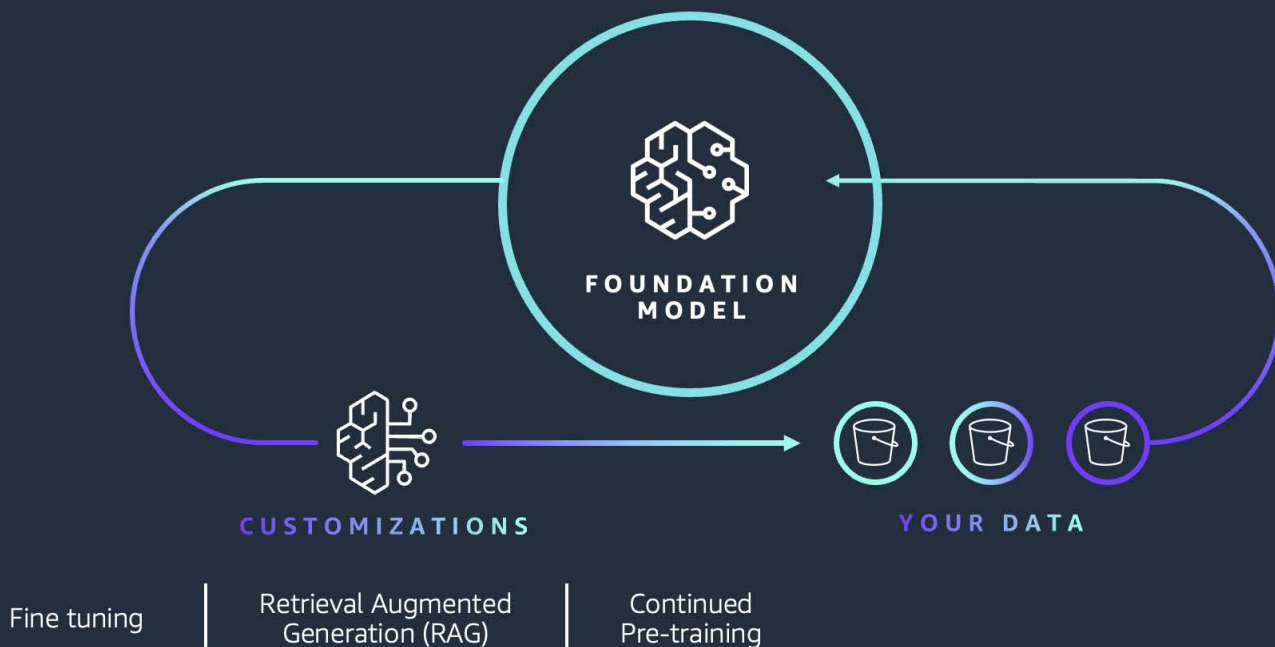 FOUNDATION
MODEL
CUSTOMIZATIONS
YOUR DATA
Fine tuning
Retrieval Augmented
Generation (RAG)
Continued
Pre-training